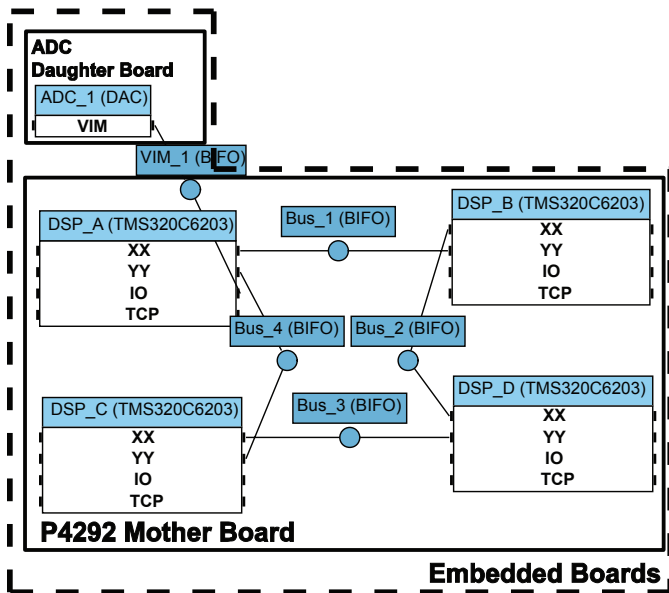 ADC
Daughter Board
ADC_1 (DAC)
VIM
VIM_1 (BIFO)
DSP_A (TMS320C6203)
XX
YY
IO
TCP
Bus_1 (BIFO)
DSP_B (TMS320C6203)
XX
YY
IO
TCP
Bus_4 (BIFO)
Bus_2 (BIFO)
DSP_C (TMS320C6203)
XX
YY
IO
TCP
Bus_3 (BIFO)
DSP_D (TMS320C6203)
XX
YY
IO
TCP
P4292 Mother Board
Embedded Boards